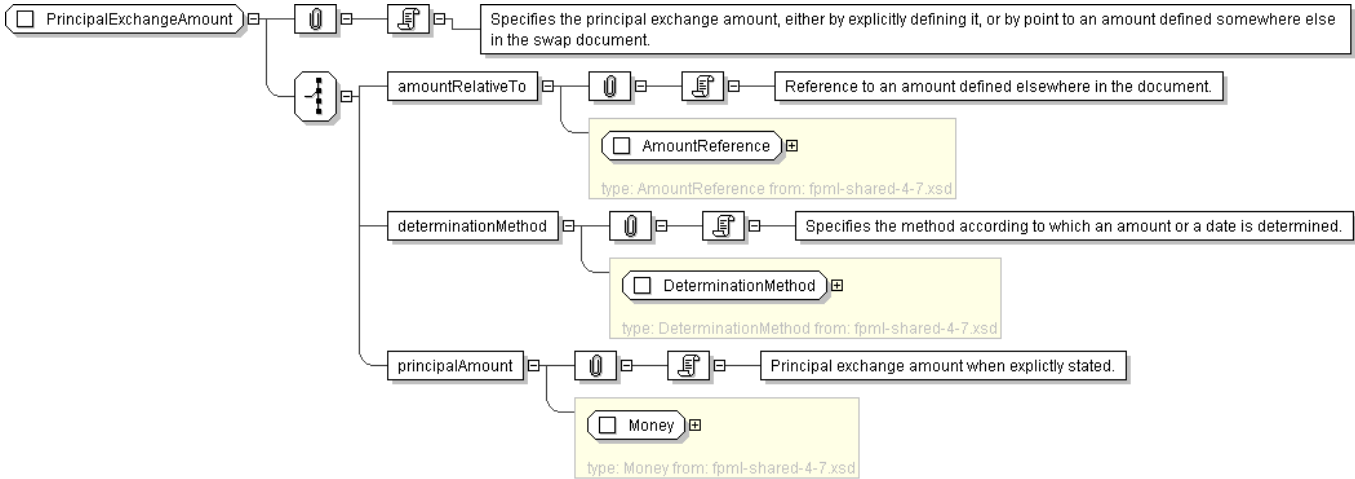 PrincipalExchangeAmount
Specifies the principal exchange amount, either by explicitly defining it, or by point to an amount defined somewhere else
in the swap document.
amountRelativeTo
Reference to an amount defined elsewhere in the document.
AmountReference
type: AmountReference from: fpml-shared-4-7.xsd
determinationMethod
Specifies the method according to which an amount or a date is determined.
DeterminationMethod
type: DeterminationMethod from: fpml-shared-4-7.xsd
principalAmount
Principal exchange amount when explictly stated.
Money
type: Money from: fpml-shared-4-7.xsd